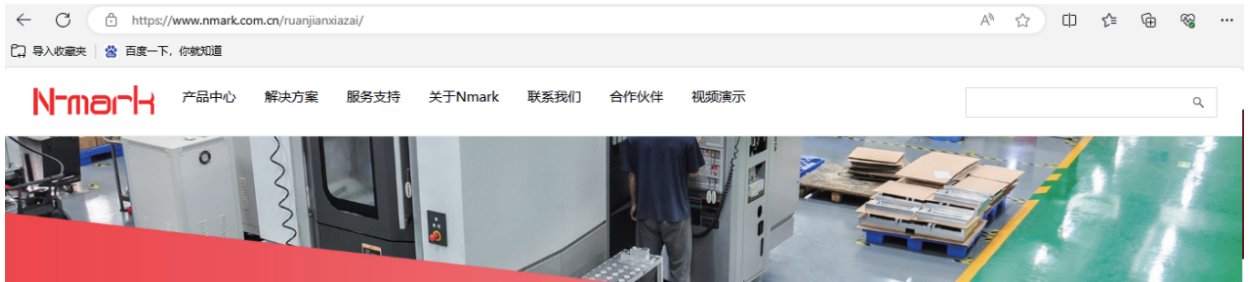 https://www.nmark.com.cn/ruanjianxiazai/
导入收藏夹 百度一下，你就知道
N-mark 产品中心 解决方案 服务支持 关于Nmark 联系我们 合作伙伴 视频演示